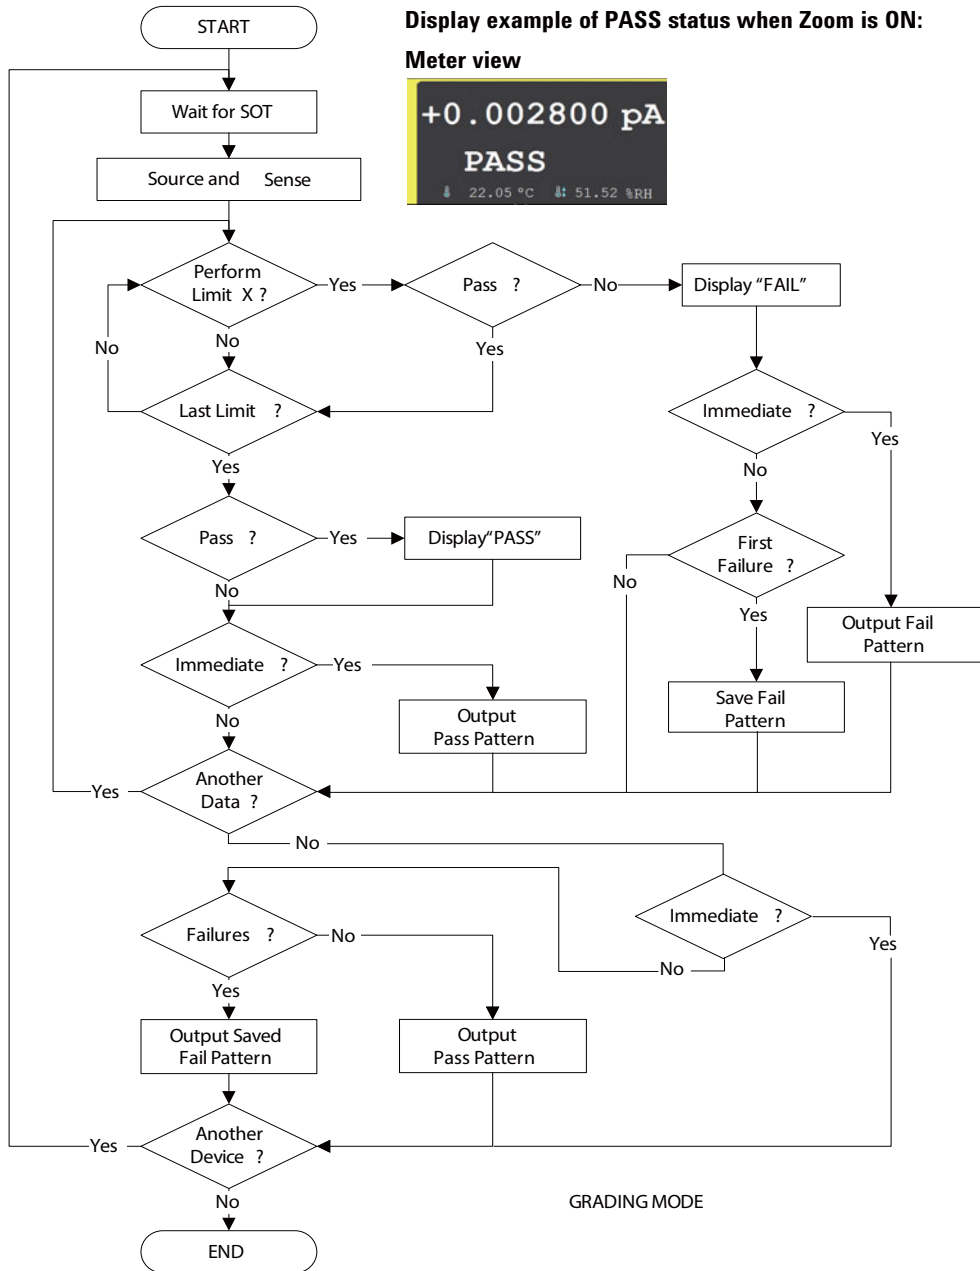 START
Display example of PASS status when Zoom is ON:
Meter view
+0.002800 pA
PASS
22.05 °C 51.52 %RH
Wait for SOT
Source and Sense
Perform
Limit X ?
Yes
Pass ?
No
Display “FAIL”
No
No
Yes
Last Limit ?
Immediate ?
Yes
Yes
No
Pass ?
Yes
Display“PASS”
First
Failure ?
No
No
Yes
Output Fail
Pattern
Immediate ?
Yes
Save Fail
Pattern
No
Output
Pass Pattern
Another
Data ?
Yes
No
Immediate ?
Yes
No
Failures ?
No
Yes
Output Saved
Fail Pattern
Output
Pass Pattern
Another
Device ?
Yes
No
GRADING MODE
END